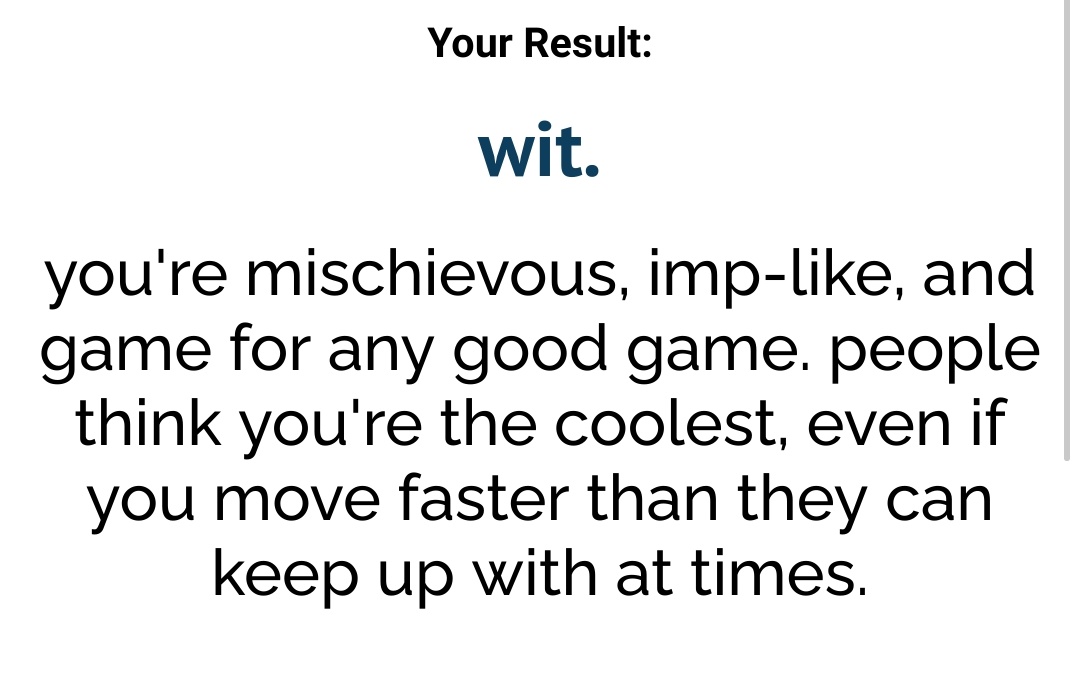 Your Result:
wit.
you're mischievous, imp-like, and
game for any good game. people
think you're the coolest, even if
you move faster than they can
keep up with at times.